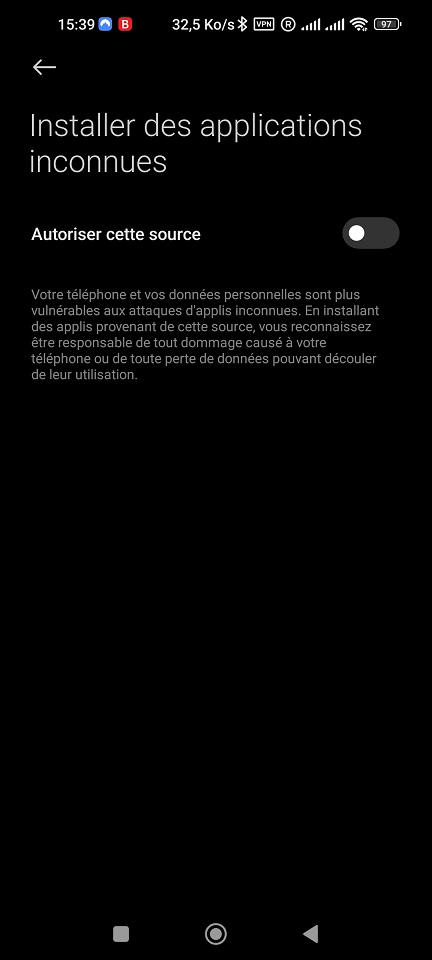 15:39 B 32,5 Ko/s VPN R 97
Installer des applications
inconnues
Autoriser cette source
Votre téléphone et vos données personnelles sont plus
vulnérables aux attaques d'applis inconnues. En installant
des applis provenant de cette source, vous reconnaissez
être responsable de tout dommage causé à votre
téléphone ou de toute perte de données pouvant découler
de leur utilisation.